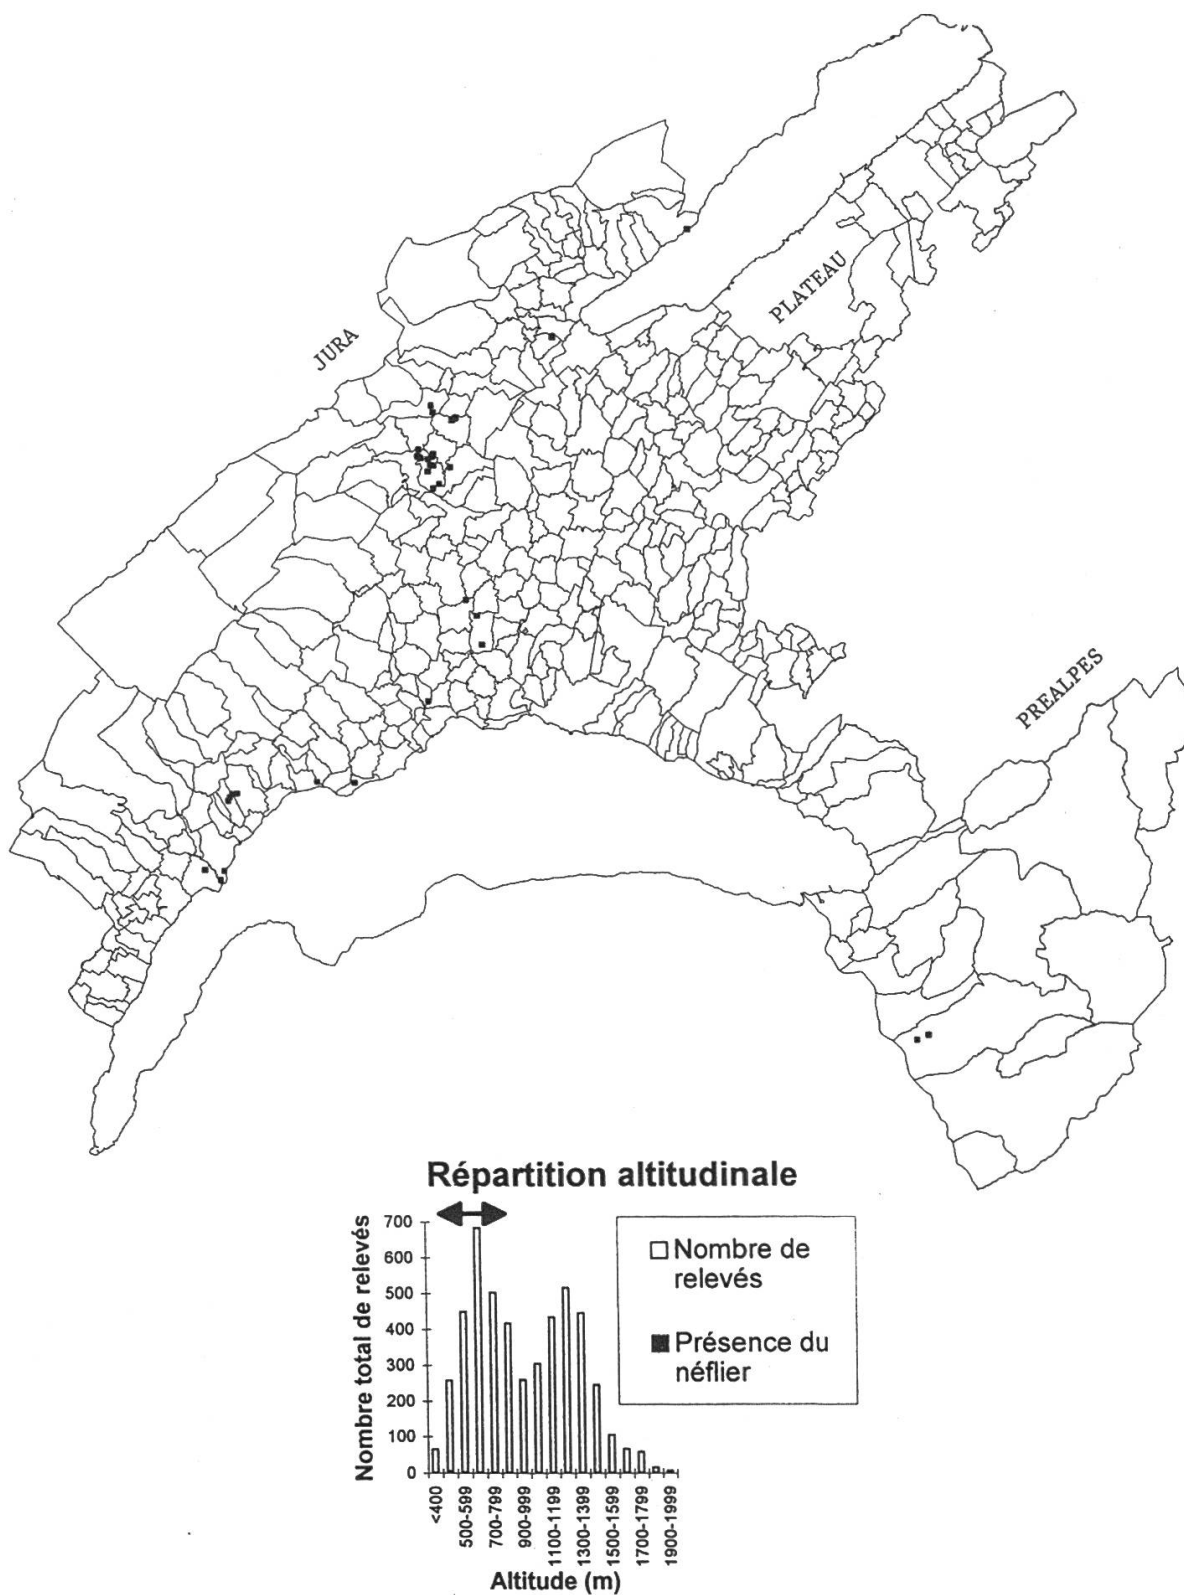 JURA
PLATEAU
PREALPES
Répartition altitudinale
Nombre total de relevés
700
600
500
400
300
200
100
0
<400
500-599
700-799
900-999
1100-1199
1300-1399
1500-1599
1700-1799
1900-1999
Altitude (m)
Nombre de
relevés
Présence du
néflier